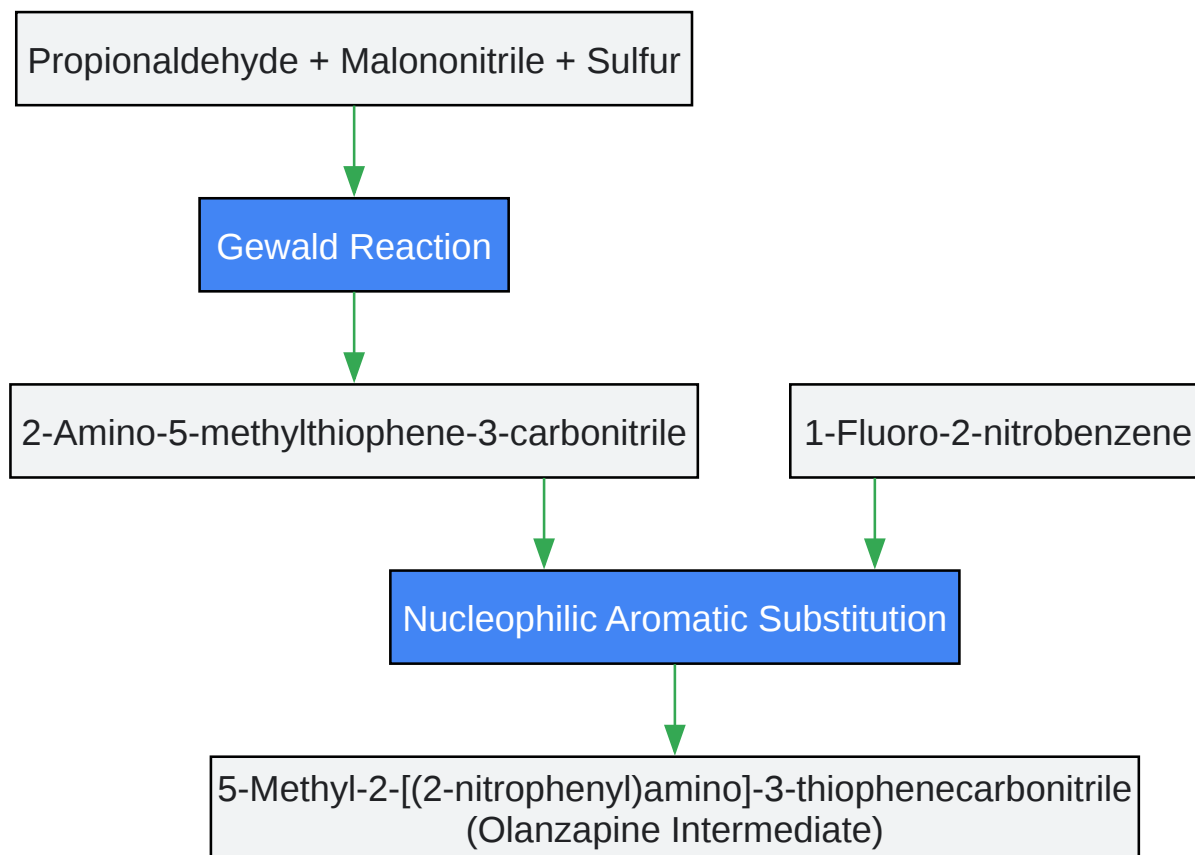 Propionaldehyde + Malononitrile + Sulfur
Gewald Reaction
2-Amino-5-methylthiophene-3-carbonitrile
1-Fluoro-2-nitrobenzene
Nucleophilic Aromatic Substitution
5-Methyl-2-[(2-nitrophenyl)amino]-3-thiophenecarbonitrile
(Olanzapine Intermediate)